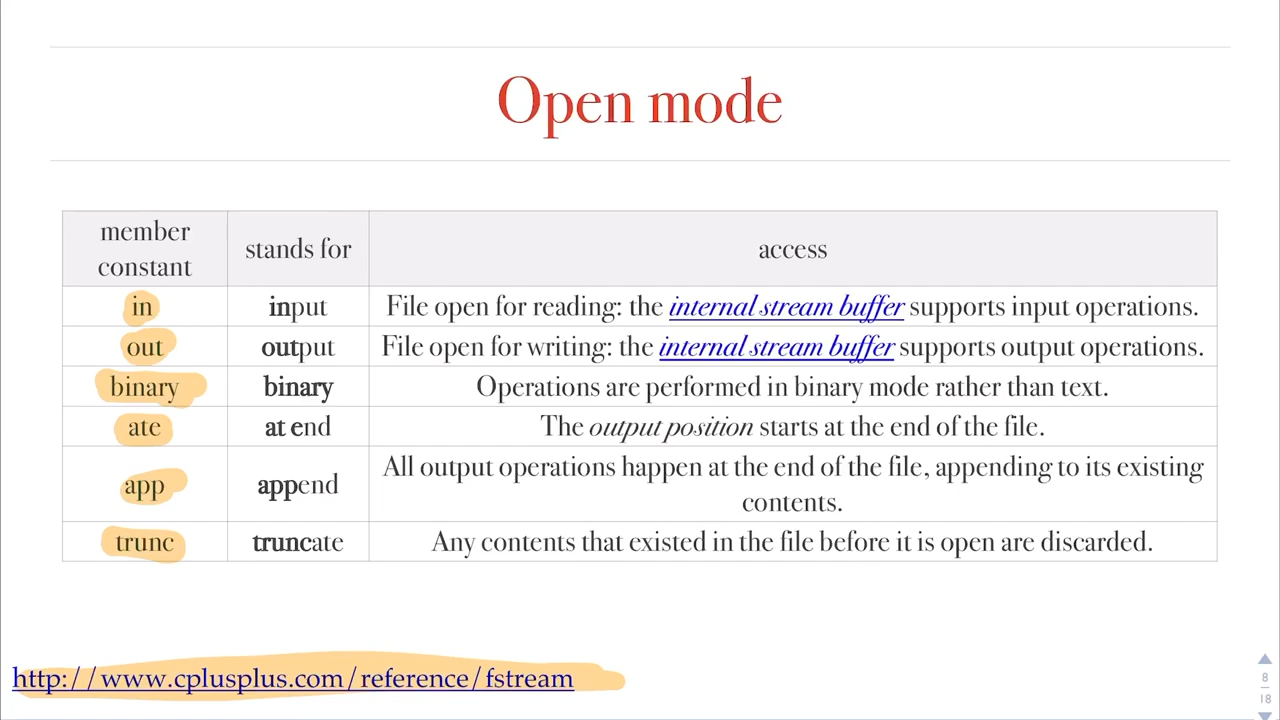 Open mode
member
constant
stands for
access
in
input
File open for reading: the internal stream buffer supports input operations.
out
output
File open for writing: the internal stream buffer supports output operations.
binary
binary
Operations are performed in binary mode rather than text.
ate
at end
The output position starts at the end of the file.
app
append
All output operations happen at the end of the file, appending to its existing
contents.
trunc
truncate
Any contents that existed in the file before it is open are discarded.
http://www.cplusplus.com/reference/fstream
8
18